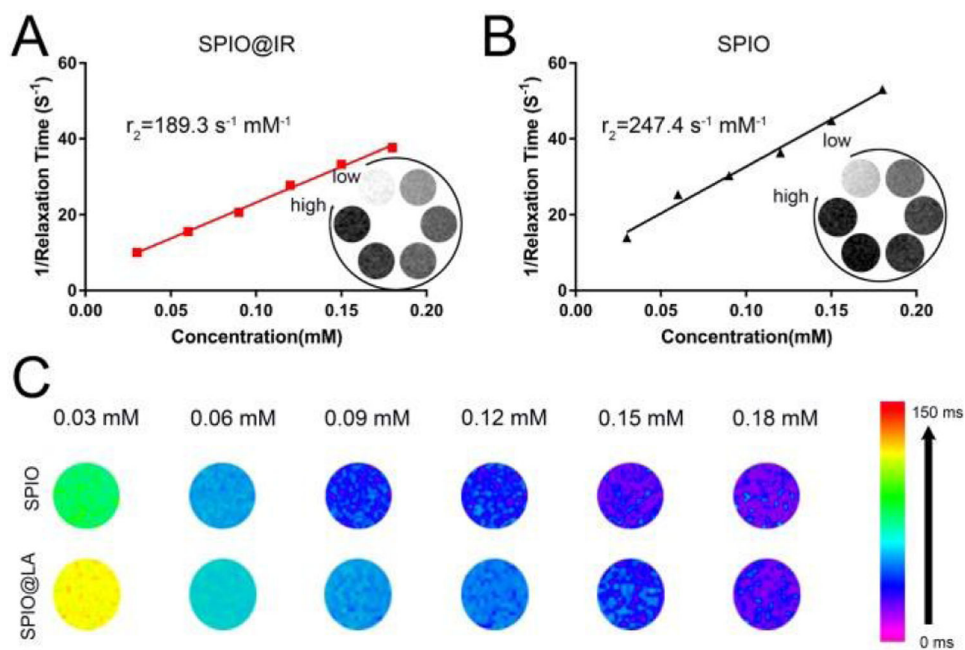 A
SPIO@IR
r₂=189.3 s⁻¹ mM⁻¹
1/Relaxation Time (S⁻¹)
60
40
20
0
low
high
0.00 0.05 0.10 0.15 0.20
Concentration(mM)
B
SPIO
r₂=247.4 s⁻¹ mM⁻¹
1/Relaxation Time (S⁻¹)
60
40
20
0
low
high
0.00 0.05 0.10 0.15 0.20
Concentration(mM)
C
0.03 mM 0.06 mM 0.09 mM 0.12 mM 0.15 mM 0.18 mM
SPIO
SPIO@LA
150 ms
0 ms